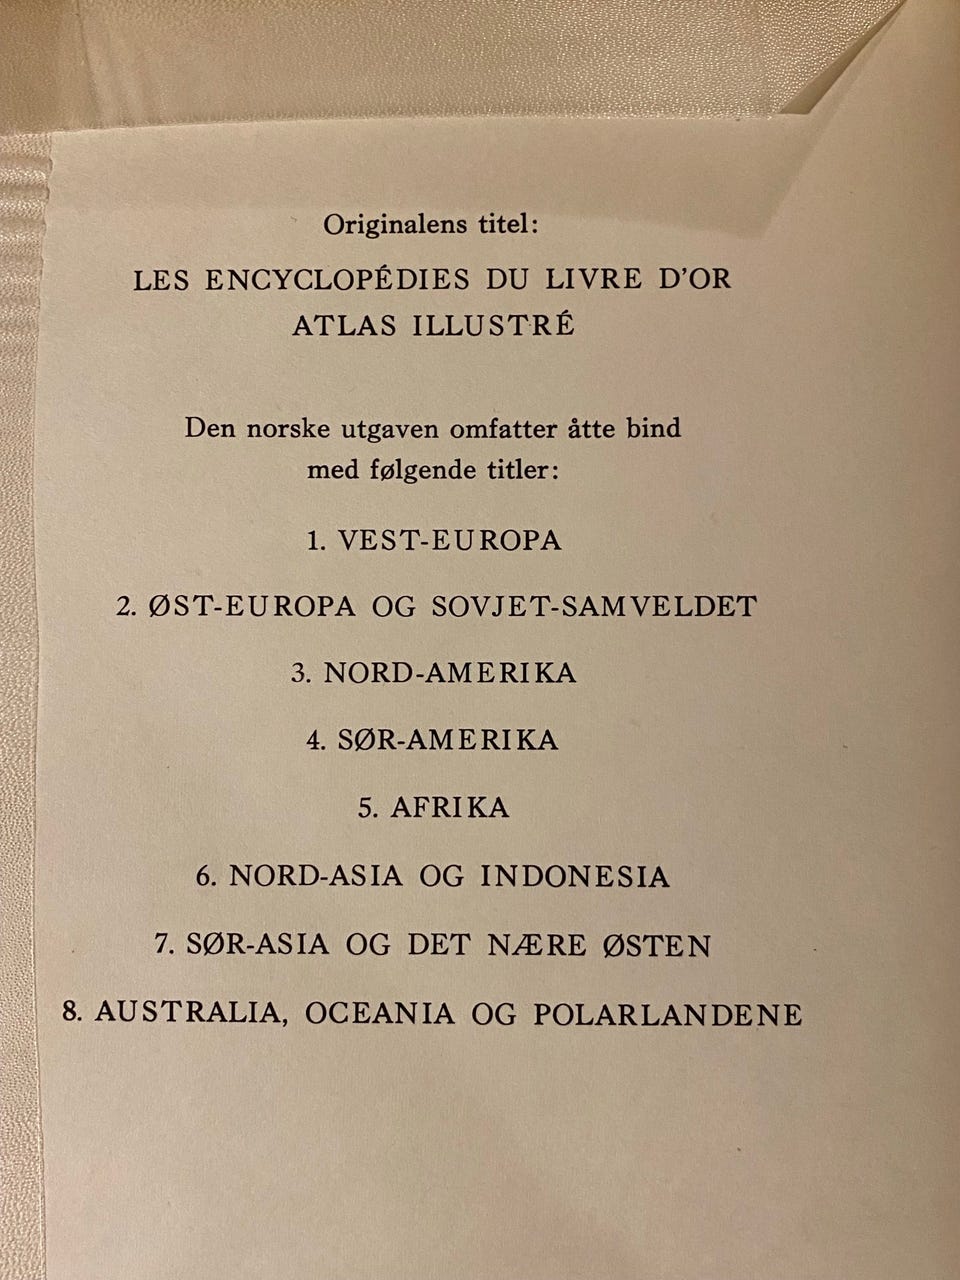 Originalens titel:
LES ENCYCLOPÉDIES DU LIVRE D'OR
ATLAS ILLUSTRÉ
Den norske utgaven omfatter åtte bind
med følgende titler:
1. VEST-EUROPA
2. ØST-EUROPA OG SOVJET-SAMVELDET
3. NORD-AMERIKA
4. SØR-AMERIKA
5. AFRIKA
6. NORD-ASIA OG INDONESIA
7. SØR-ASIA OG DET NÆRE ØSTEN
8. AUSTRALIA, OCEANIA OG POLARLANDENE